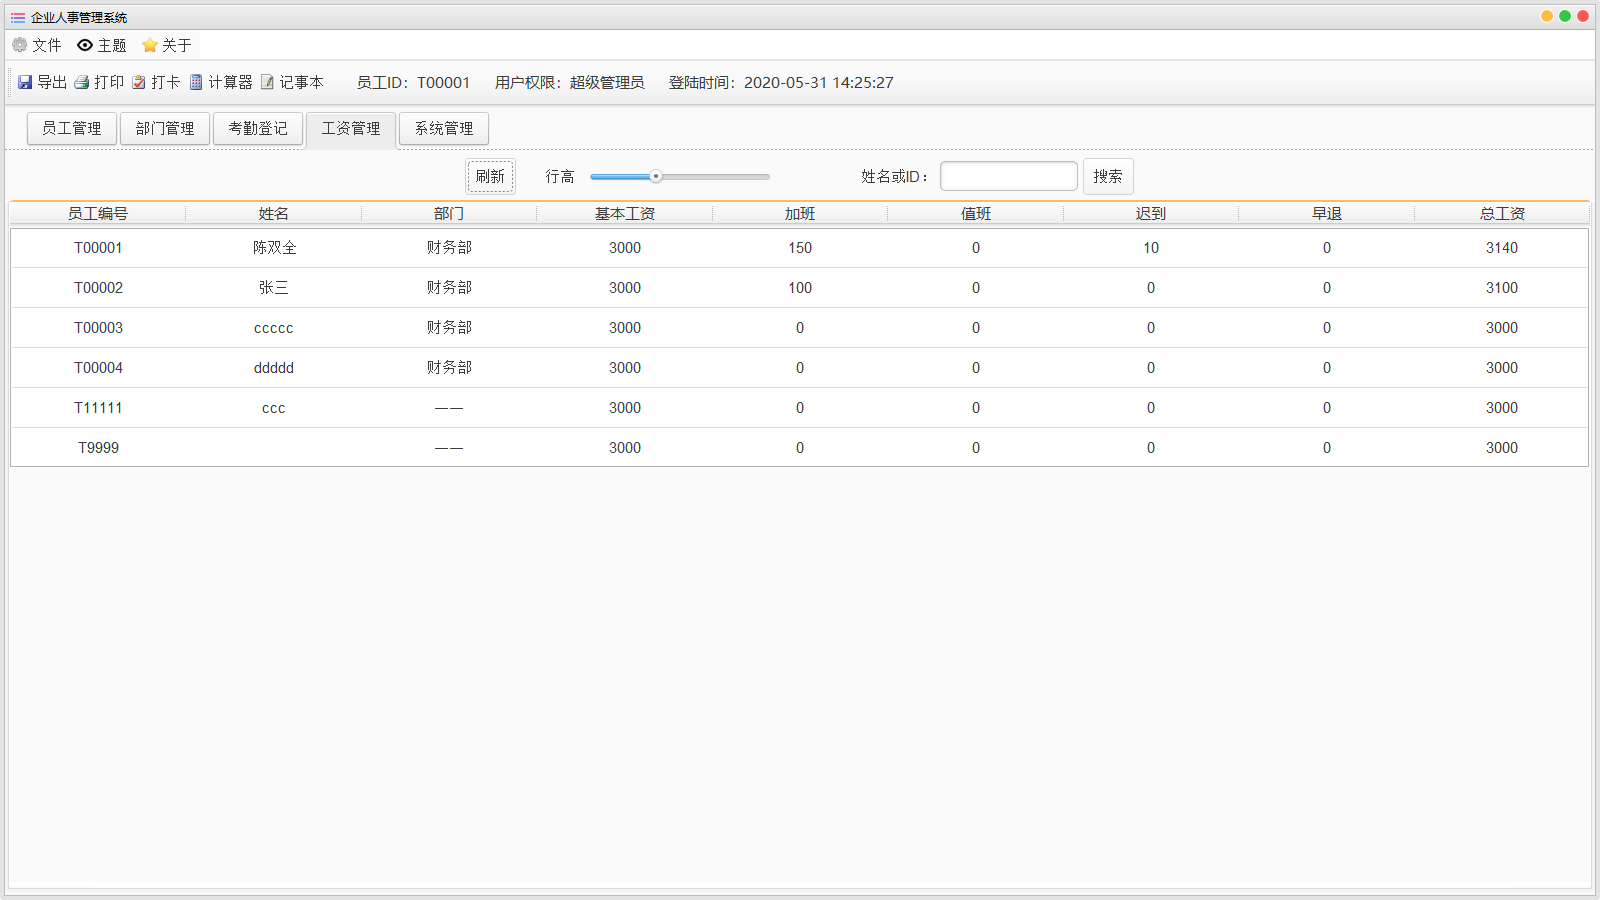 企业人事管理系统
文件 主题 关于
导出 打印 打卡 计算器 记事本 员工ID：T00001 用户权限：超级管理员 登陆时间：2020-05-31 14:25:27
员工管理 部门管理 考勤登记 工资管理 系统管理
刷新 行高 姓名或ID： 搜索
员工编号 姓名 部门 基本工资 加班 值班 迟到 早退 总工资
T00001 陈双全 财务部 3000 150 0 10 0 3140
T00002 张三 财务部 3000 100 0 0 0 3100
T00003 ccccc 财务部 3000 0 0 0 0 3000
T00004 ddddd 财务部 3000 0 0 0 0 3000
T11111 ccc —— 3000 0 0 0 0 3000
T9999 —— 3000 0 0 0 0 3000